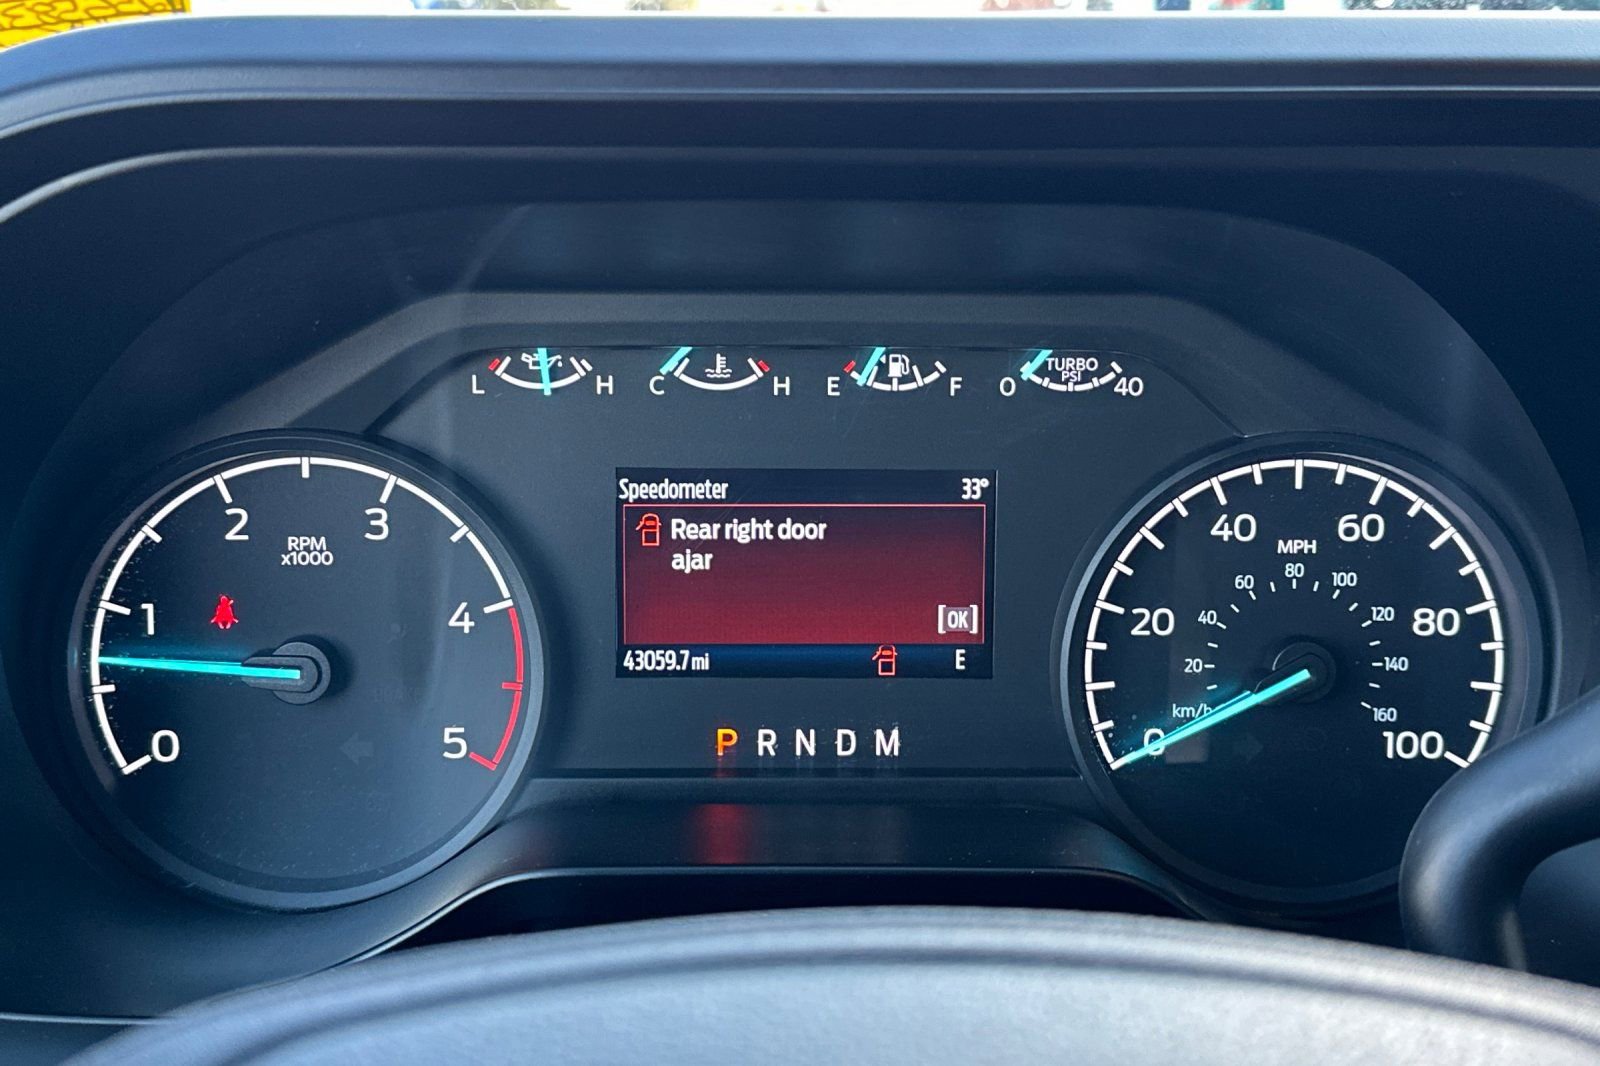 L H C H E F 0 TURBO PSI 40
Speedometer 33°
Rear right door
ajar
[OK]
43059.7 mi E
P R N D M
0 1 2 3 4 5
RPM
x1000
0 20 40 60 80 100
MPH
20 40 60 80 100 120 140 160
km/h